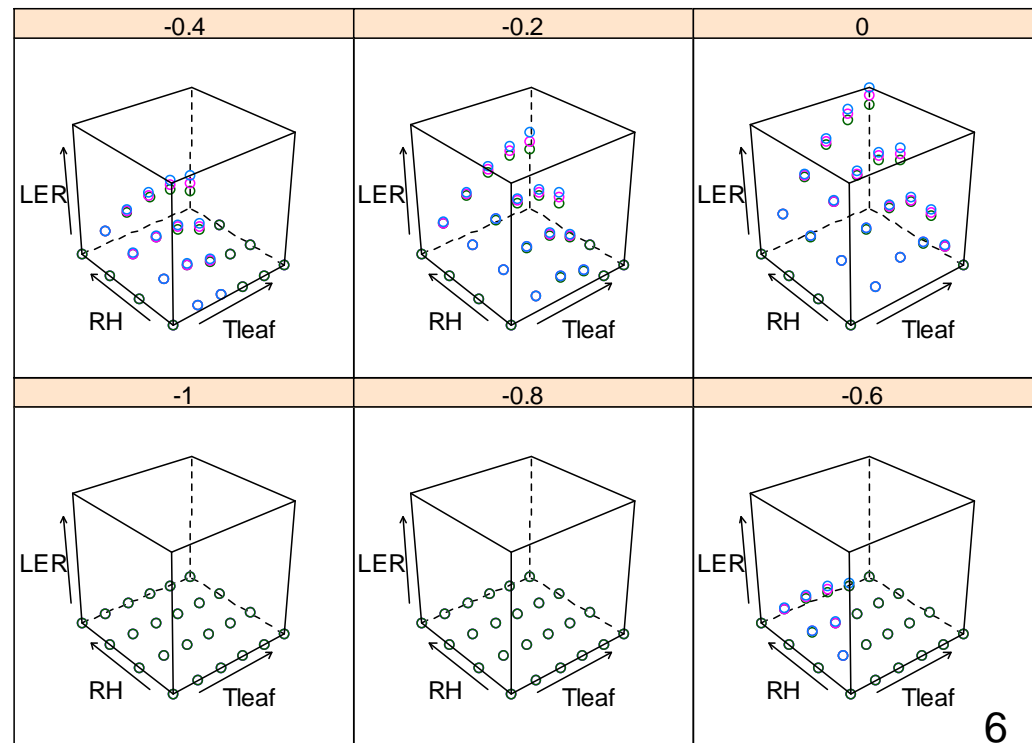 -0.4 -0.2 0
LER LER LER
RH Tleaf RH Tleaf RH Tleaf
-1 -0.8 -0.6
LER LER LER
RH Tleaf RH Tleaf RH Tleaf
6